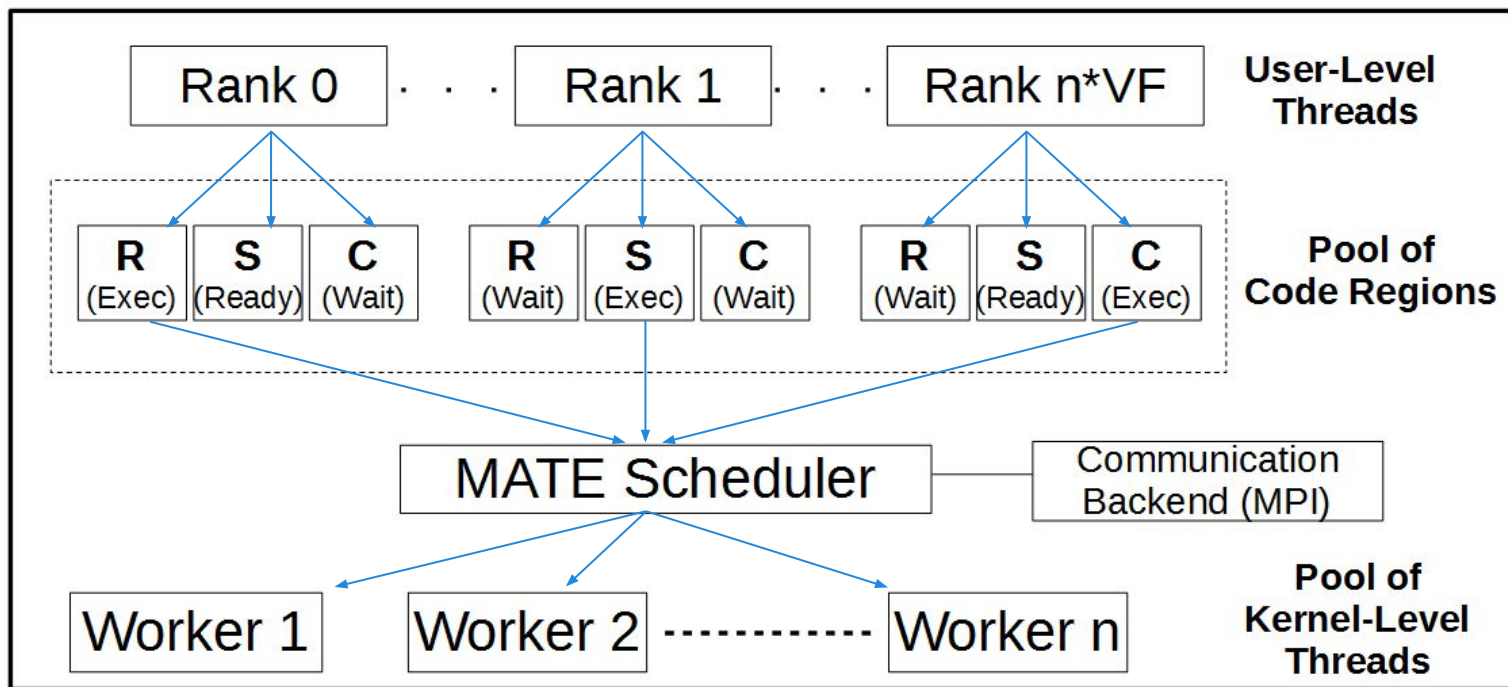 Rank 0 . . . Rank 1 . . . Rank n*VF
User-Level
Threads
R S C R S C R S C
(Exec) (Ready) (Wait) (Wait) (Exec) (Wait) (Wait) (Ready) (Exec)
Pool of
Code Regions
MATE Scheduler
Communication
Backend (MPI)
Worker 1 Worker 2 Worker n
Pool of
Kernel-Level
Threads